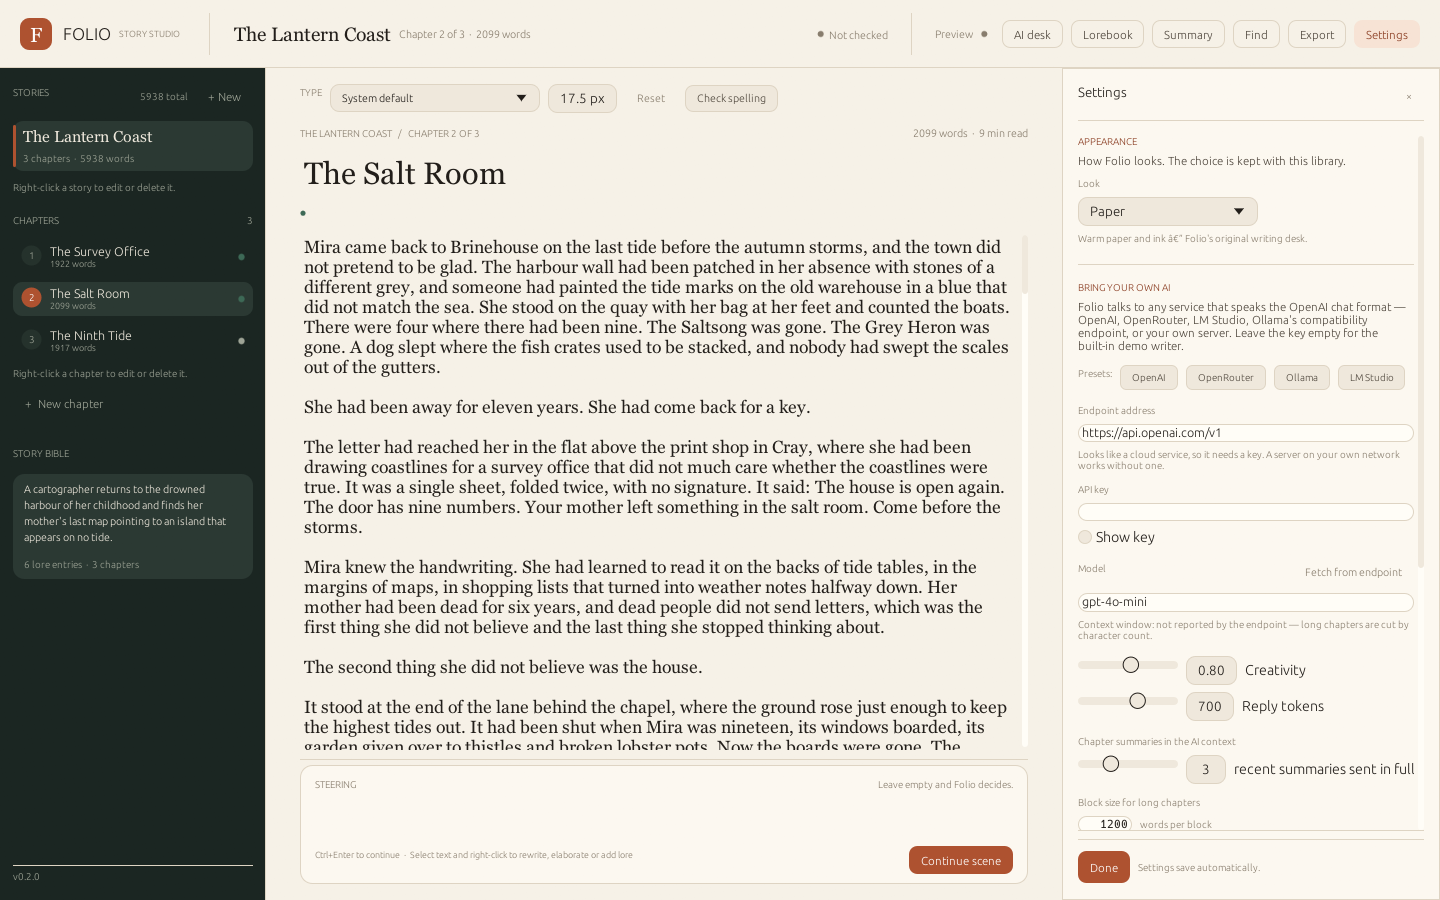 F FOLIO STORY STUDIO
The Lantern Coast Chapter 2 of 3 · 2099 words
Not checked
Preview
AI desk
Lorebook
Summary
Find
Export
Settings
STORIES
5938 total
+ New
The Lantern Coast
3 chapters · 5938 words
Right-click a story to edit or delete it.
CHAPTERS
3
1 The Survey Office
1922 words
2 The Salt Room
2099 words
3 The Ninth Tide
1917 words
Right-click a chapter to edit or delete it.
+ New chapter
STORY BIBLE
A cartographer returns to the drowned
harbour of her childhood and finds her
mother's last map pointing to an island that
appears on no tide.
6 lore entries · 3 chapters
v0.2.0
TYPE
System default
17.5 px
Reset
Check spelling
THE LANTERN COAST / CHAPTER 2 OF 3
2099 words · 9 min read
The Salt Room
Mira came back to Brinehouse on the last tide before the autumn storms, and the town did
not pretend to be glad. The harbour wall had been patched in her absence with stones of a
different grey, and someone had painted the tide marks on the old warehouse in a blue that
did not match the sea. She stood on the quay with her bag at her feet and counted the boats.
There were four where there had been nine. The Saltsong was gone. The Grey Heron was
gone. A dog slept where the fish crates used to be stacked, and nobody had swept the scales
out of the gutters.
She had been away for eleven years. She had come back for a key.
The letter had reached her in the flat above the print shop in Cray, where she had been
drawing coastlines for a survey office that did not much care whether the coastlines were
true. It was a single sheet, folded twice, with no signature. It said: The house is open again.
The door has nine numbers. Your mother left something in the salt room. Come before the
storms.
Mira knew the handwriting. She had learned to read it on the backs of tide tables, in the
margins of maps, in shopping lists that turned into weather notes halfway down. Her
mother had been dead for six years, and dead people did not send letters, which was the
first thing she did not believe and the last thing she stopped thinking about.
The second thing she did not believe was the house.
It stood at the end of the lane behind the chapel, where the ground rose just enough to keep
the highest tides out. It had been shut when Mira was nineteen, its windows boarded, its
garden given over to thistles and broken lobster pots. Now the boards were gone. The
STEERING
Leave empty and Folio decides.
Ctrl+Enter to continue · Select text and right-click to rewrite, elaborate or add lore
Continue scene
Settings
×
APPEARANCE
How Folio looks. The choice is kept with this library.
Look
Paper
Warm paper and ink â€" Folio's original writing desk.
BRING YOUR OWN AI
Folio talks to any service that speaks the OpenAI chat format —
OpenAI, OpenRouter, LM Studio, Ollama's compatibility
endpoint, or your own server. Leave the key empty for the
built-in demo writer.
Presets:
OpenAI
OpenRouter
Ollama
LM Studio
Endpoint address
https://api.openai.com/v1
Looks like a cloud service, so it needs a key. A server on your own network
works without one.
API key
Show key
Model
Fetch from endpoint
gpt-4o-mini
Context window: not reported by the endpoint — long chapters are cut by
character count.
0.80 Creativity
700 Reply tokens
Chapter summaries in the AI context
3 recent summaries sent in full
Block size for long chapters
1200 words per block
Done
Settings save automatically.